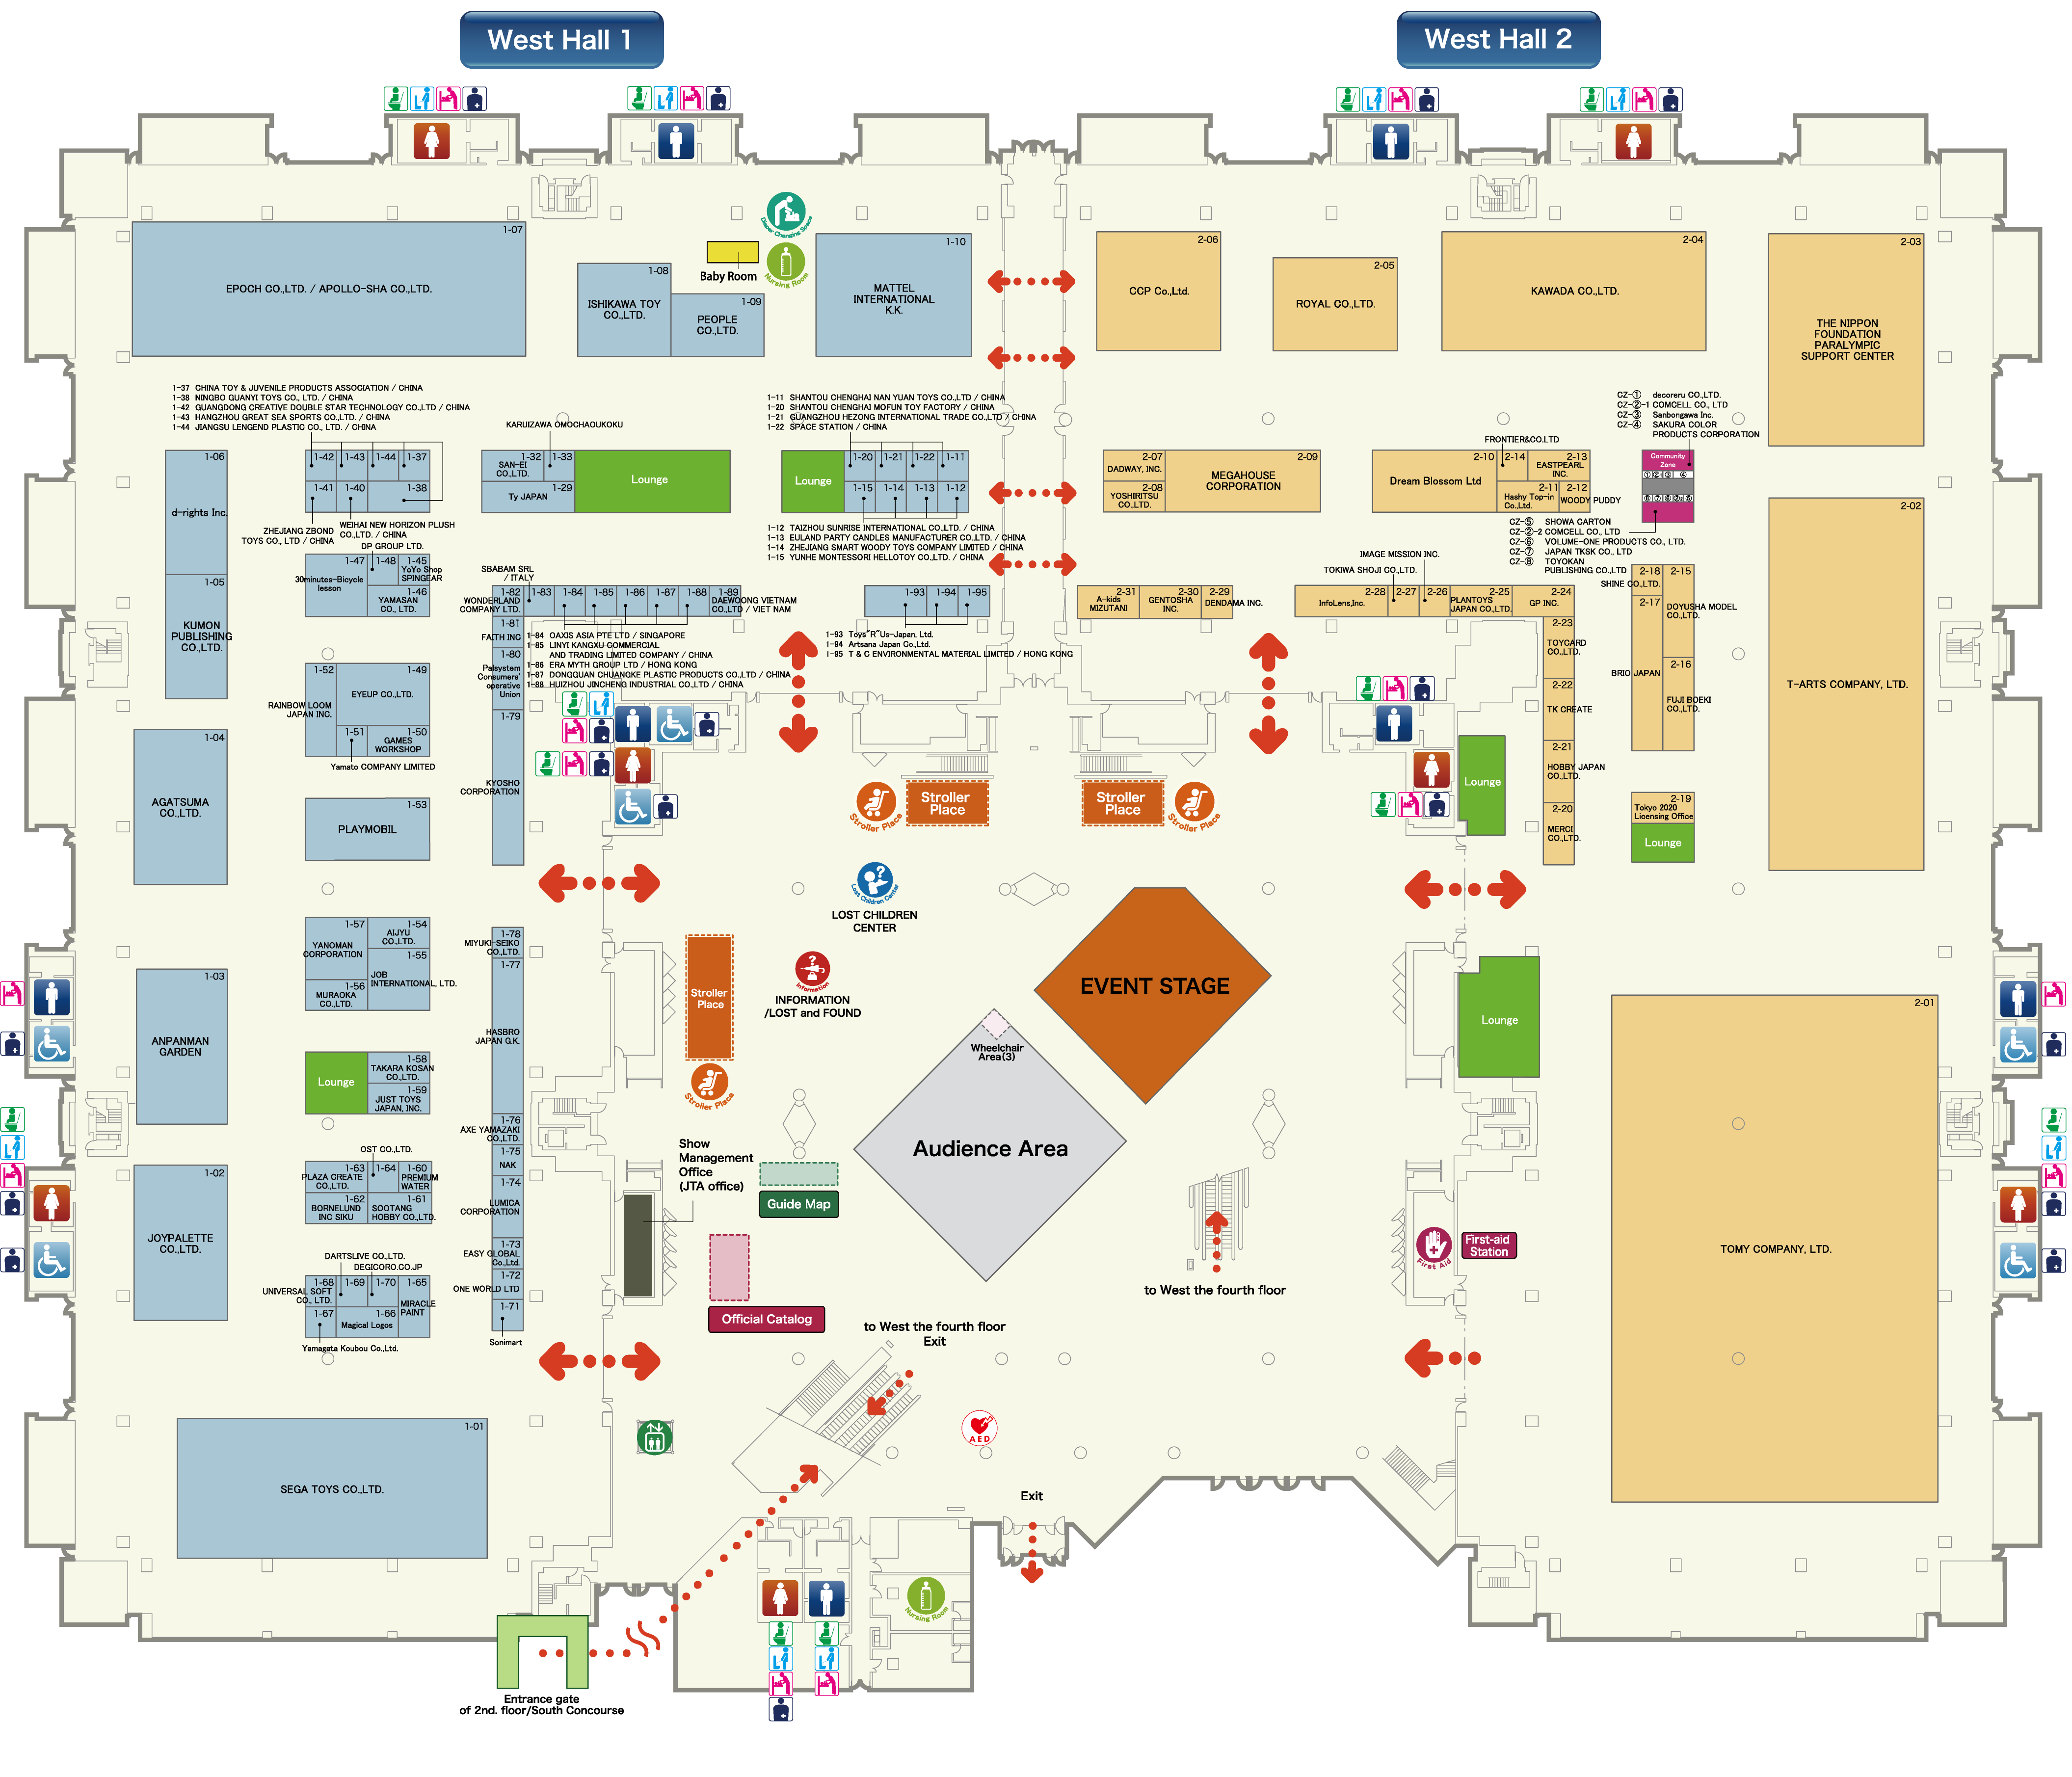 West Hall 1
West Hall 2
1-07
EPOCH CO.,LTD. / APOLLO-SHA CO.,LTD.
1-08
ISHIKAWA TOY
CO.,LTD.
1-09
PEOPLE
CO.,LTD.
Baby Room
Diaper Changing Space
Nursing Room
1-10
MATTEL
INTERNATIONAL
K.K.
2-06
CCP Co.,Ltd.
2-05
ROYAL CO.,LTD.
2-04
KAWADA CO.,LTD.
2-03
THE NIPPON
FOUNDATION
PARALYMPIC
SUPPORT CENTER
1-37 CHINA TOY & JUVENILE PRODUCTS ASSOCIATION / CHINA
1-38 NINGBO GUANYI TOYS CO., LTD. / CHINA
1-42 GUANGDONG CREATIVE DOUBLE STAR TECHNOLOGY CO.,LTD / CHINA
1-43 HANGZHOU GREAT SEA SPORTS CO.,LTD. / CHINA
1-44 JIANGSU LENGEND PLASTIC CO., LTD. / CHINA
1-42
1-43
1-44
1-37
1-41
1-40
1-38
ZHEJIANG ZBOND
TOYS CO., LTD / CHINA
WEIHAI NEW HORIZON PLUSH
CO.,LTD. / CHINA
1-06
d-rights Inc.
1-05
KUMON
PUBLISHING
CO.,LTD.
KARUIZAWA OMOCHAOUKOKU
1-32
SAN-EI
CO.,LTD.
1-33
1-29
Ty JAPAN
Lounge
1-11 SHANTOU CHENGHAI NAN YUAN TOYS CO.,LTD / CHINA
1-20 SHANTOU CHENGHAI MOFUN TOY FACTORY / CHINA
1-21 GUANGZHOU HEZONG INTERNATIONAL TRADE CO.,LTD / CHINA
1-22 SPACE STATION / CHINA
Lounge
1-20
1-21
1-22
1-11
1-15
1-14
1-13
1-12
1-12 TAIZHOU SUNRISE INTERNATIONAL CO.,LTD. / CHINA
1-13 EULAND PARTY CANDLES MANUFACTURER CO.,LTD. / CHINA
1-14 ZHEJIANG SMART WOODY TOYS COMPANY LIMITED / CHINA
1-15 YUNHE MONTESSORI HELLOTOY CO.,LTD. / CHINA
2-07
DADWAY, INC.
2-08
YOSHIRITSU
CO.,LTD.
2-09
MEGAHOUSE
CORPORATION
FRONTIER&CO.LTD
2-10
Dream Blossom Ltd
2-14
2-13
EASTPEARL
INC.
2-11
Hashy Top-in
Co.,Ltd.
2-12
WOODY PUDDY
CZ-① decoreru CO.,LTD.
CZ-②-1 COMCELL CO., LTD
CZ-③ Sanbongawa Inc.
CZ-④ SAKURA COLOR
PRODUCTS CORPORATION
Community
Zone
CZ-⑤ SHOWA CARTON
CZ-②-2 COMCELL CO., LTD
CZ-⑥ VOLUME-ONE PRODUCTS CO., LTD.
CZ-⑦ JAPAN TKSK CO., LTD
CZ-⑧ TOYOKAN
PUBLISHING CO.,LTD
2-02
T-ARTS COMPANY, LTD.
DP GROUP LTD.
1-47
30minutes-Bicycle
lesson
1-48
1-45
YoYo Shop
SPINGEAR
1-46
YAMASAN
CO., LTD.
SBABAM SRL
/ ITALY
1-82
WONDERLAND
COMPANY LTD.
1-83
1-84
1-85
1-86
1-87
1-88
1-89
DAEWOONG VIETNAM
CO.,LTD / VIET NAM
1-84 OAXIS ASIA PTE LTD / SINGAPORE
1-85 LINYI KANGXU COMMERCIAL
AND TRADING LIMITED COMPANY / CHINA
1-86 ERA MYTH GROUP LTD / HONG KONG
1-87 DONGGUAN CHUANGKE PLASTIC PRODUCTS CO.,LTD / CHINA
1-88 HUIZHOU JINCHENG INDUSTRIAL CO.,LTD / CHINA
1-81
FAITH INC
1-80
Palsystem
Consumers'
operative
Union
1-79
KYOSHO
CORPORATION
1-93
1-94
1-95
1-93 Toys"R"Us-Japan, Ltd.
1-94 Artsana Japan Co.,Ltd.
1-95 T & C ENVIRONMENTAL MATERIAL LIMITED / HONG KONG
2-31
A-kids
MIZUTANI
2-30
GENTOSHA
INC.
2-29
DENDAMA INC.
IMAGE MISSION INC.
TOKIWA SHOJI CO.,LTD.
2-28
InfoLens,Inc.
2-27
2-26
2-25
PLANTOYS
JAPAN CO.,LTD.
2-24
GP INC.
2-23
TOYCARD
CO.,LTD.
2-22
TK CREATE
2-21
HOBBY JAPAN
CO.,LTD.
2-20
MERCI
CO.,LTD.
2-18
SHINE CO.,LTD.
2-15
DOYUSHA MODEL
CO.,LTD.
2-17
BRIO JAPAN
2-16
FUJI BOEKI
CO.,LTD.
2-19
Tokyo 2020
Licensing Office
Lounge
Lounge
1-52
RAINBOW LOOM
JAPAN INC.
1-49
EYEUP CO.,LTD.
1-51
1-50
GAMES
WORKSHOP
Yamato COMPANY LIMITED
1-04
AGATSUMA
CO.,LTD.
1-53
PLAYMOBIL
Stroller Place
Stroller
Place
Stroller
Place
Stroller Place
Lost Children Center
LOST CHILDREN
CENTER
Information
INFORMATION
/LOST and FOUND
Stroller
Place
Stroller Place
EVENT STAGE
Wheelchair
Area(3)
Audience Area
Lounge
1-57
YANOMAN
CORPORATION
1-54
AIJYU
CO.,LTD.
1-55
JOB
INTERNATIONAL, LTD.
1-56
MURAOKA
CO.,LTD.
1-78
MIYUKI-SEIKO
CO.,LTD.
1-77
HASBRO
JAPAN G.K.
1-76
AXE YAMAZAKI
CO.,LTD.
1-75
NAK
1-74
LUMICA
CORPORATION
1-73
EASY GLOBAL
Co.,Ltd.
1-72
ONE WORLD LTD
1-71
Sonimart
1-03
ANPANMAN
GARDEN
Lounge
1-58
TAKARA KOSAN
CO.,LTD.
1-59
JUST TOYS
JAPAN, INC.
OST CO.,LTD.
1-63
PLAZA CREATE
CO.,LTD.
1-64
1-60
PREMIUM
WATER
1-62
BORNELUND
INC SIKU
1-61
SOOTANG
HOBBY CO.,LTD.
1-02
JOYPALETTE
CO.,LTD.
DARTSLIVE CO.,LTD.
DEGICORO.CO.JP
1-68
UNIVERSAL SOFT
CO., LTD.
1-69
1-70
1-65
MIRACLE
PAINT
1-67
1-66
Magical Logos
Yamagata Koubou Co.,Ltd.
Show
Management
Office
(JTA office)
Guide Map
Official Catalog
to West the fourth floor
Exit
to West the fourth floor
First Aid
First-aid
Station
2-01
TOMY COMPANY, LTD.
1-01
SEGA TOYS CO.,LTD.
AED
Exit
Nursing Room
Entrance gate
of 2nd. floor/South Concourse